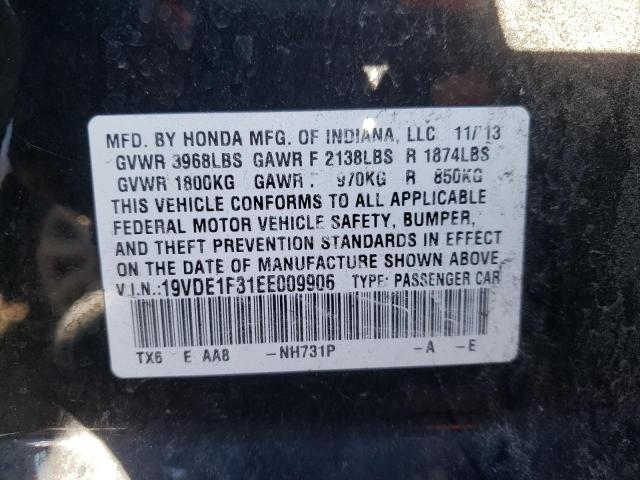 MFD. BY HONDA MFG. OF INDIANA, LLC 11/13
GVWR 3968LBS GAWR F 2138LBS R 1874LBS
GVWR 1800KG GAWR 970KG R 850KG
THIS VEHICLE CONFORMS TO ALL APPLICABLE
FEDERAL MOTOR VEHICLE SAFETY, BUMPER,
AND THEFT PREVENTION STANDARDS IN EFFECT
ON THE DATE OF MANUFACTURE SHOWN ABOVE.
V.I.N.:19VDE1F31EE009906 TYPE: PASSENGER CAR
TX6 E AA8 -NH731P -A -E